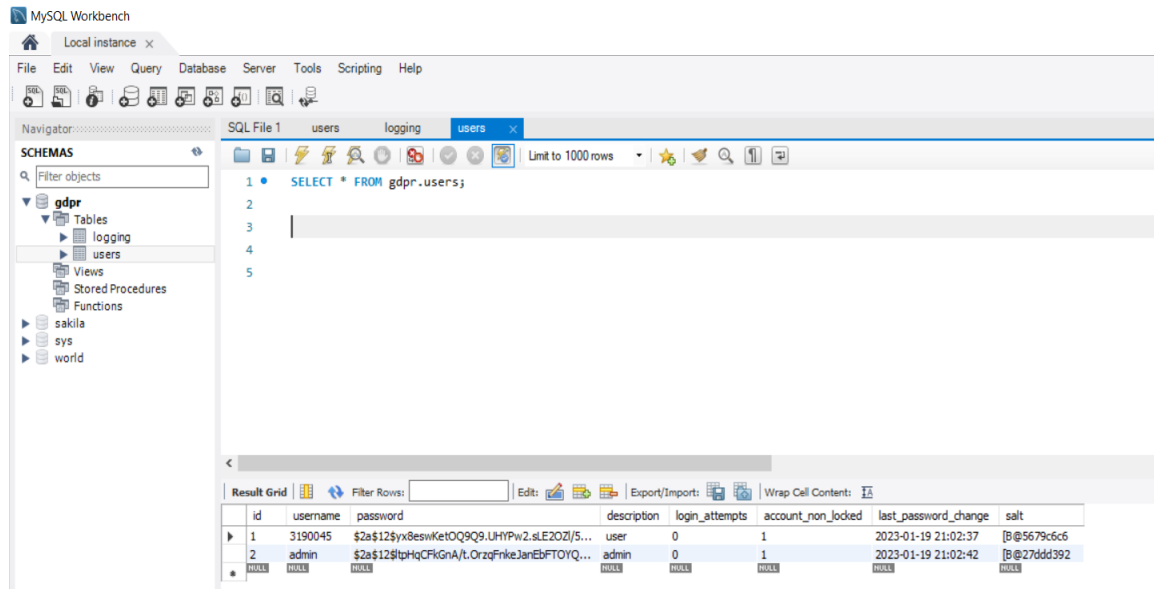 MySQL Workbench
Local instance
File Edit View Query Database Server Tools Scripting Help
Navigator
SCHEMAS
Filter objects
gdpr
Tables
logging
users
Views
Stored Procedures
Functions
sakila
sys
world
SQL File 1 users logging users
Limit to 1000 rows
1 SELECT * FROM gdpr.users;
2
3
4
5
Result Grid Filter Rows: Edit: Export/Import: Wrap Cell Content:
id username password description login_attempts account_non_locked last_password_change salt
1 3190045 $2a$12$yx8eswKetOQ9Q9.UHYPw2.sLE2OZl/5... user 0 1 2023-01-19 21:02:37 [B@5679c6c6
2 admin $2a$12$ltpHqCFkGnA/t.OrzqFnkeJanEbFTOYQ... admin 0 1 2023-01-19 21:02:42 [B@27ddd392
NULL NULL NULL NULL NULL NULL NULL NULL